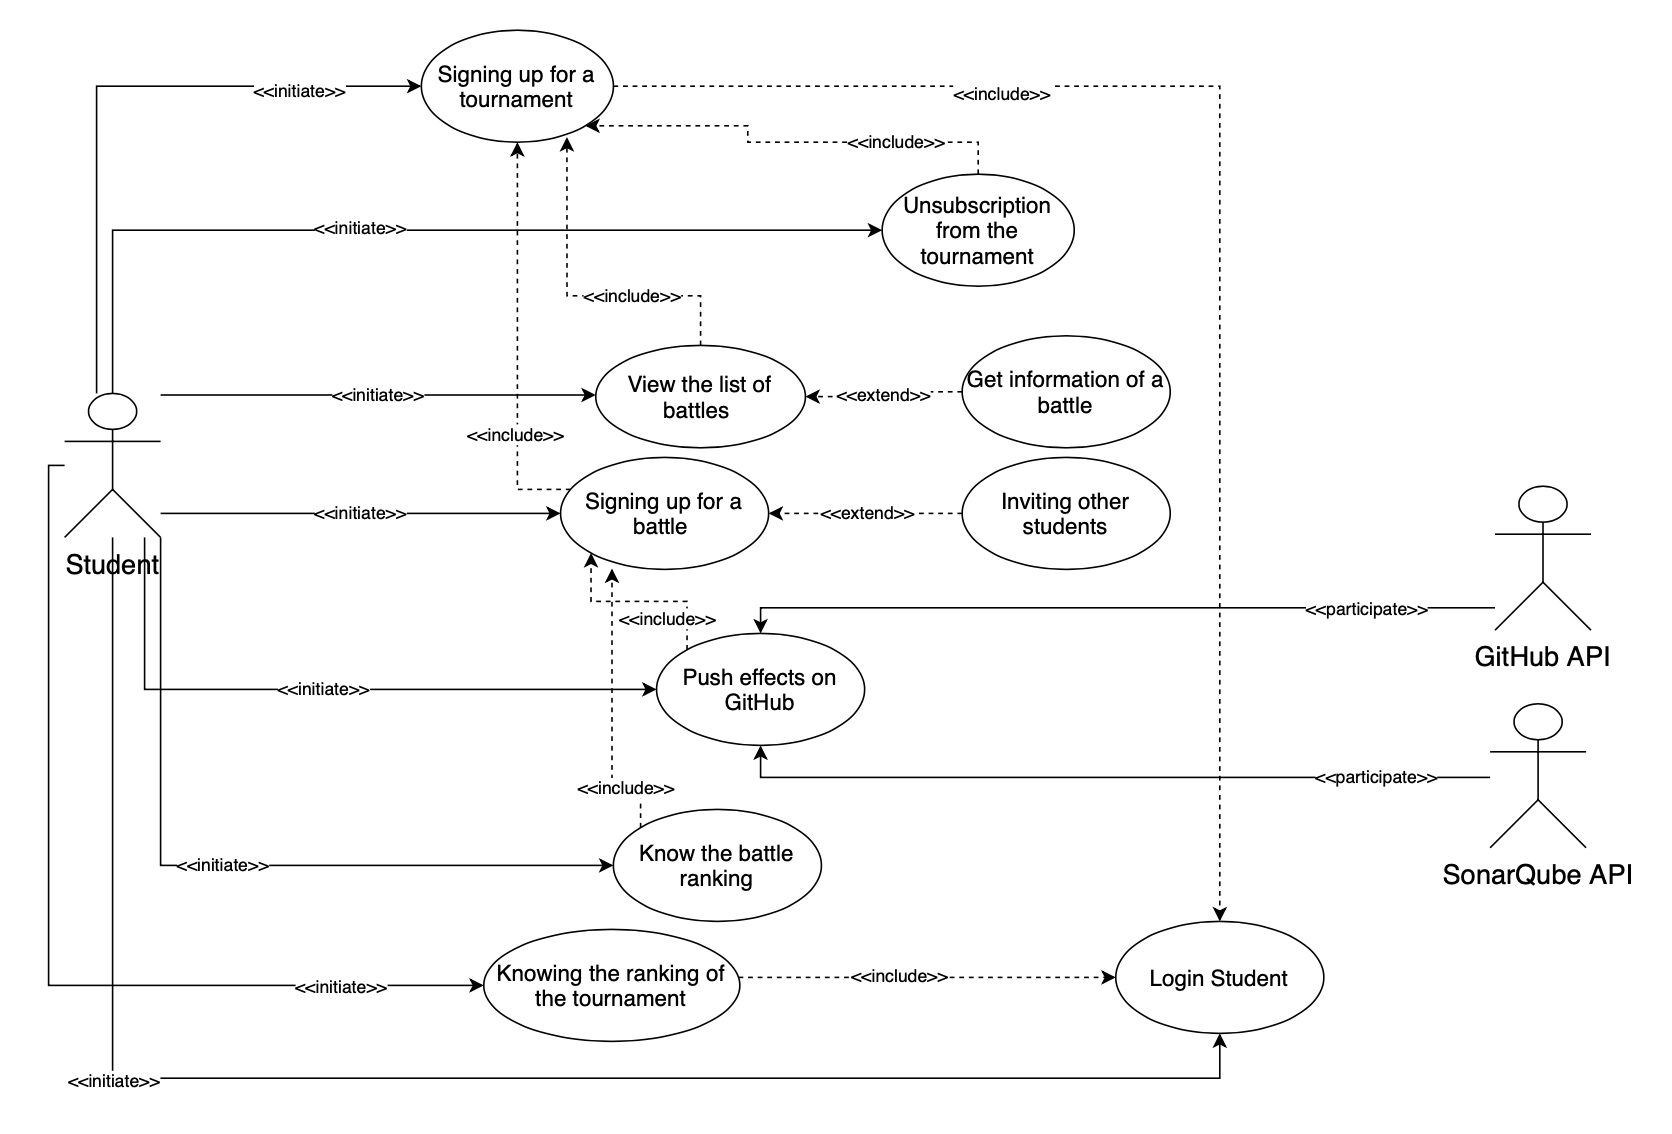 Signing up for a
tournament
<<initiate>>
<<include>>
<<include>>
Unsubscription
from the
tournament
<<initiate>>
<<include>>
View the list of
battles
<<initiate>>
<<extend>>
Get information of a
battle
<<include>>
Signing up for a
battle
<<initiate>>
<<extend>>
Inviting other
students
Student
<<include>>
<<participate>>
GitHub API
Push effects on
GitHub
<<initiate>>
<<participate>>
SonarQube API
<<include>>
Know the battle
ranking
<<initiate>>
Knowing the ranking of
the tournament
<<initiate>>
<<include>>
Login Student
<<initiate>>